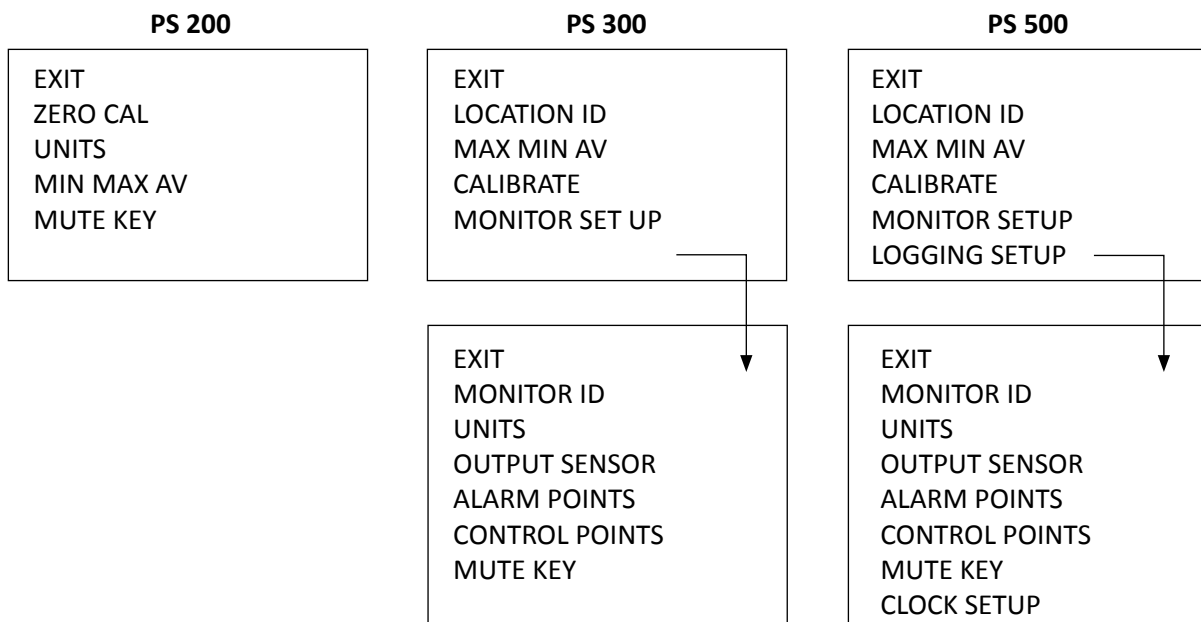 PS 200
EXIT
ZERO CAL
UNITS
MIN MAX AV
MUTE KEY
PS 300
EXIT
LOCATION ID
MAX MIN AV
CALIBRATE
MONITOR SET UP
EXIT
MONITOR ID
UNITS
OUTPUT SENSOR
ALARM POINTS
CONTROL POINTS
MUTE KEY
PS 500
EXIT
LOCATION ID
MAX MIN AV
CALIBRATE
MONITOR SETUP
LOGGING SETUP
EXIT
MONITOR ID
UNITS
OUTPUT SENSOR
ALARM POINTS
CONTROL POINTS
MUTE KEY
CLOCK SETUP